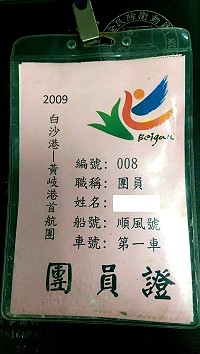 2009
白沙港—黃岐港首航團
Beigan
編號: 008
職稱: 團員
姓名:
船號: 順風號
車號: 第一車
團員證